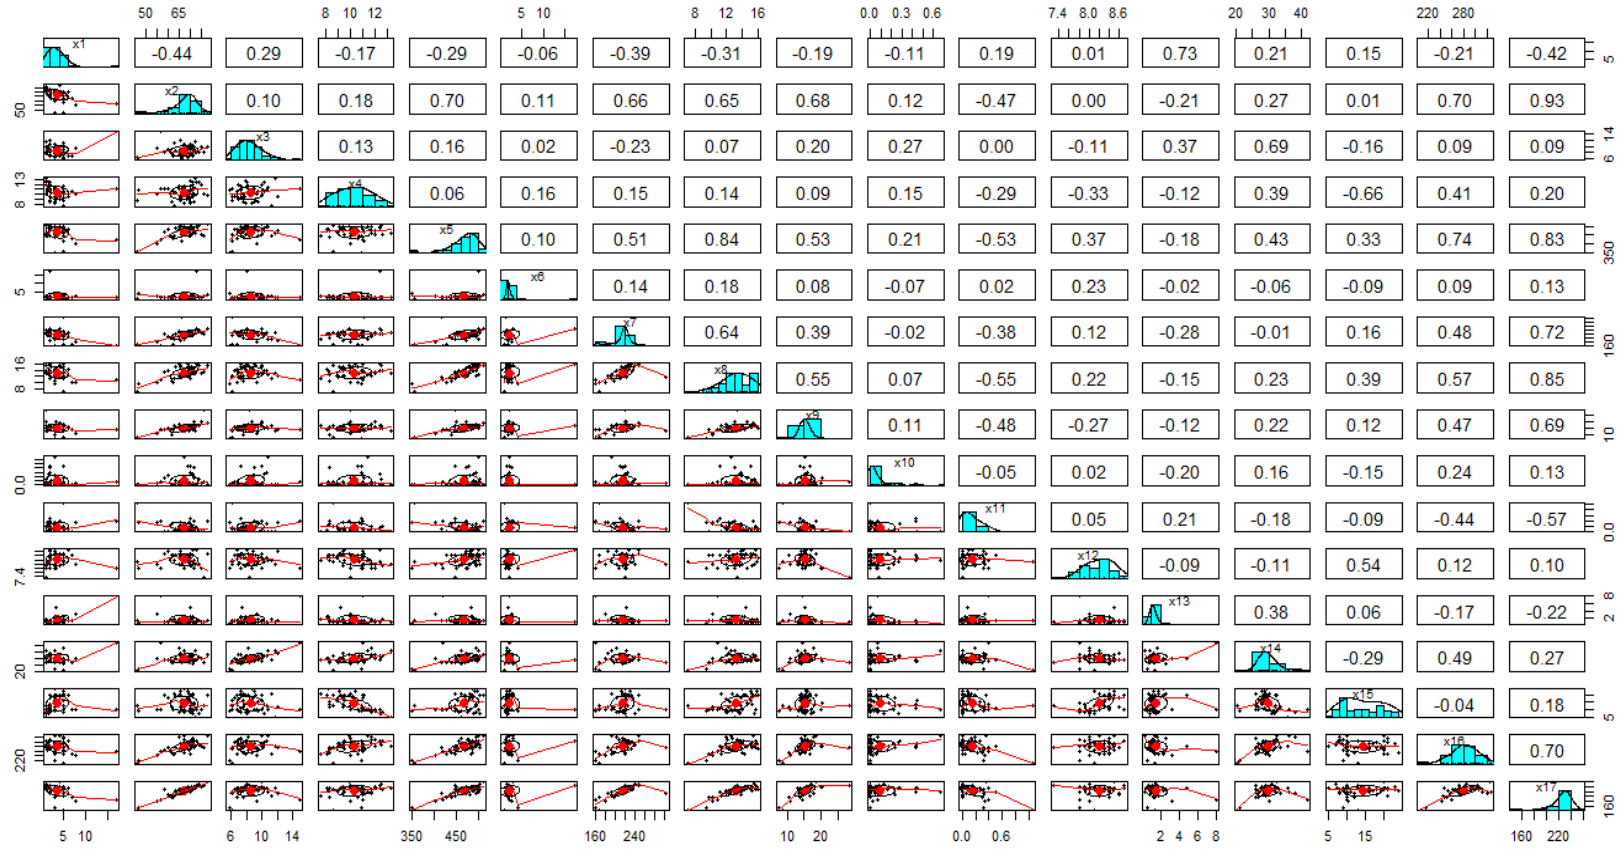 50 65 8 10 12 5 10 8 12 16 0.0 0.3 0.6 7.4 8.0 8.6 20 30 40 220 280
x1 -0.44 0.29 -0.17 -0.29 -0.06 -0.39 -0.31 -0.19 -0.11 0.19 0.01 0.73 0.21 0.15 -0.21 -0.42 5
50 x2 0.10 0.18 0.70 0.11 0.66 0.65 0.68 0.12 -0.47 0.00 -0.21 0.27 0.01 0.70 0.93
x3 0.13 0.16 0.02 -0.23 0.07 0.20 0.27 0.00 -0.11 0.37 0.69 -0.16 0.09 0.09 6 14
8 13 x4 0.06 0.16 0.15 0.14 0.09 0.15 -0.29 -0.33 -0.12 0.39 -0.66 0.41 0.20
x5 0.10 0.51 0.84 0.53 0.21 -0.53 0.37 -0.18 0.43 0.33 0.74 0.83 350
5 x6 0.14 0.18 0.08 -0.07 0.02 0.23 -0.02 -0.06 -0.09 0.09 0.13
x7 0.64 0.39 -0.02 -0.38 0.12 -0.28 -0.01 0.16 0.48 0.72 160
8 16 x8 0.55 0.07 -0.55 0.22 -0.15 0.23 0.39 0.57 0.85
x9 0.11 -0.48 -0.27 -0.12 0.22 0.12 0.47 0.69 10
0.0 x10 -0.05 0.02 -0.20 0.16 -0.15 0.24 0.13
x11 0.05 0.21 -0.18 -0.09 -0.44 -0.57 0.0
7.4 x12 -0.09 -0.11 0.54 0.12 0.10
x13 0.38 0.06 -0.17 -0.22 2 8
20 x14 -0.29 0.49 0.27
x15 -0.04 0.18 5
220 x16 0.70
x17 160
5 10 6 10 14 350 450 160 240 10 20 0.0 0.6 2 4 6 8 5 15 160 220